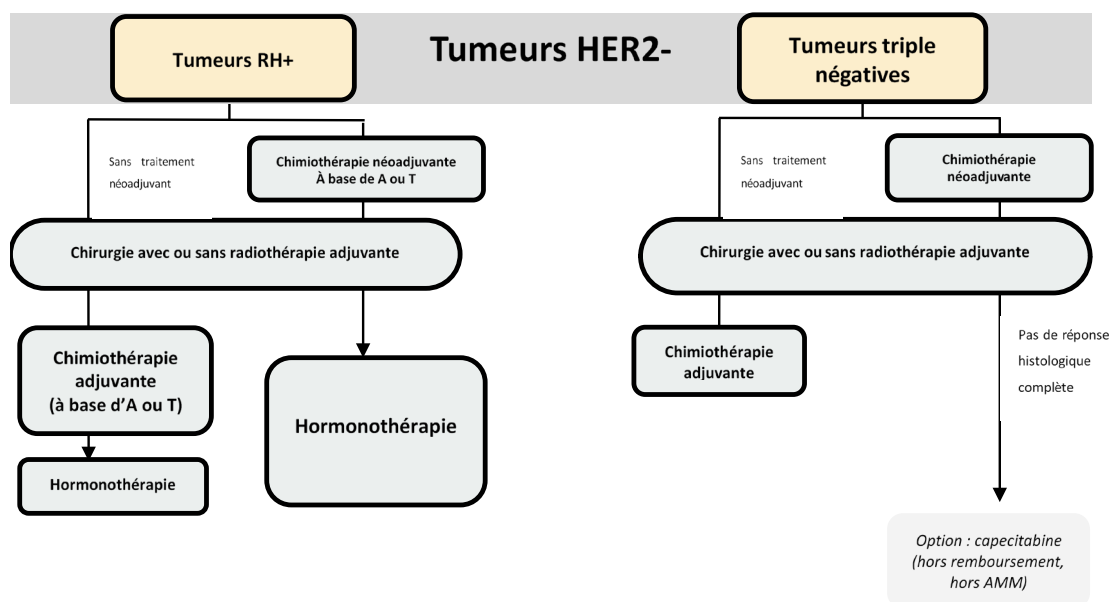 Tumeurs HER2-
Tumeurs RH+
Sans traitement
néoadjuvant
Chimiothérapie néoadjuvante
À base de A ou T
Chirurgie avec ou sans radiothérapie adjuvante
Chimiothérapie
adjuvante
(à base d'A ou T)
Hormonothérapie
Hormonothérapie
Tumeurs triple
négatives
Sans traitement
néoadjuvant
Chimiothérapie
néoadjuvante
Chirurgie avec ou sans radiothérapie adjuvante
Chimiothérapie
adjuvante
Pas de réponse
histologique
complète
Option : capecitabine
(hors remboursement,
hors AMM)